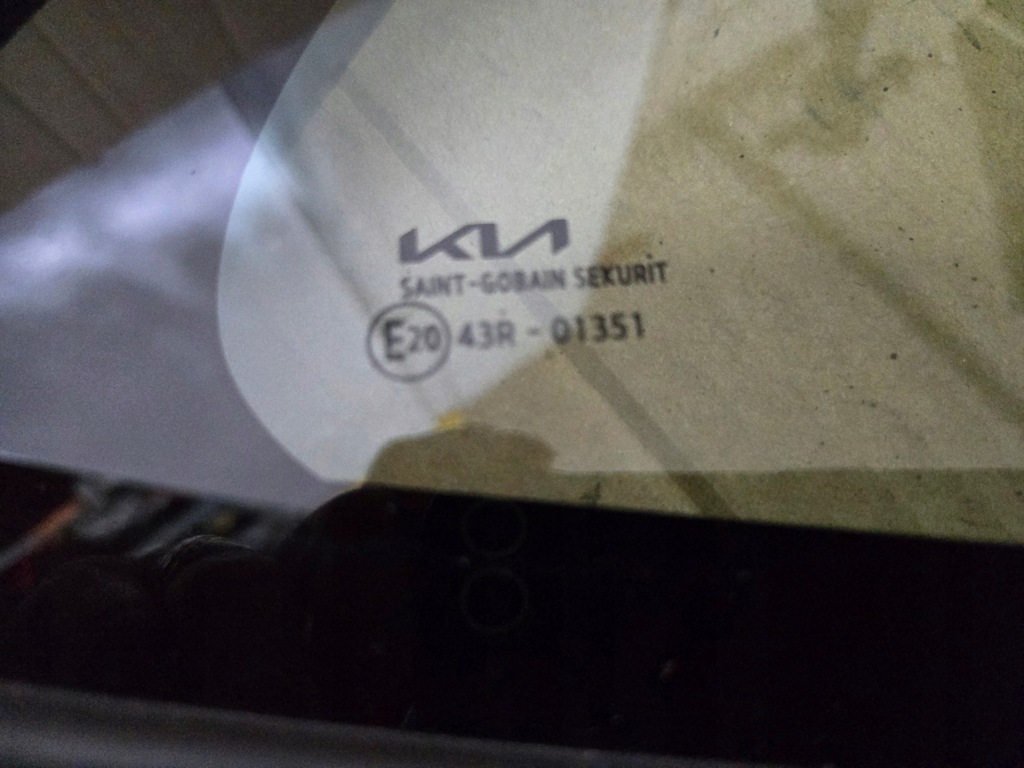 KIA
SAINT-GOBAIN SEKURIT
E20 43R - 01351